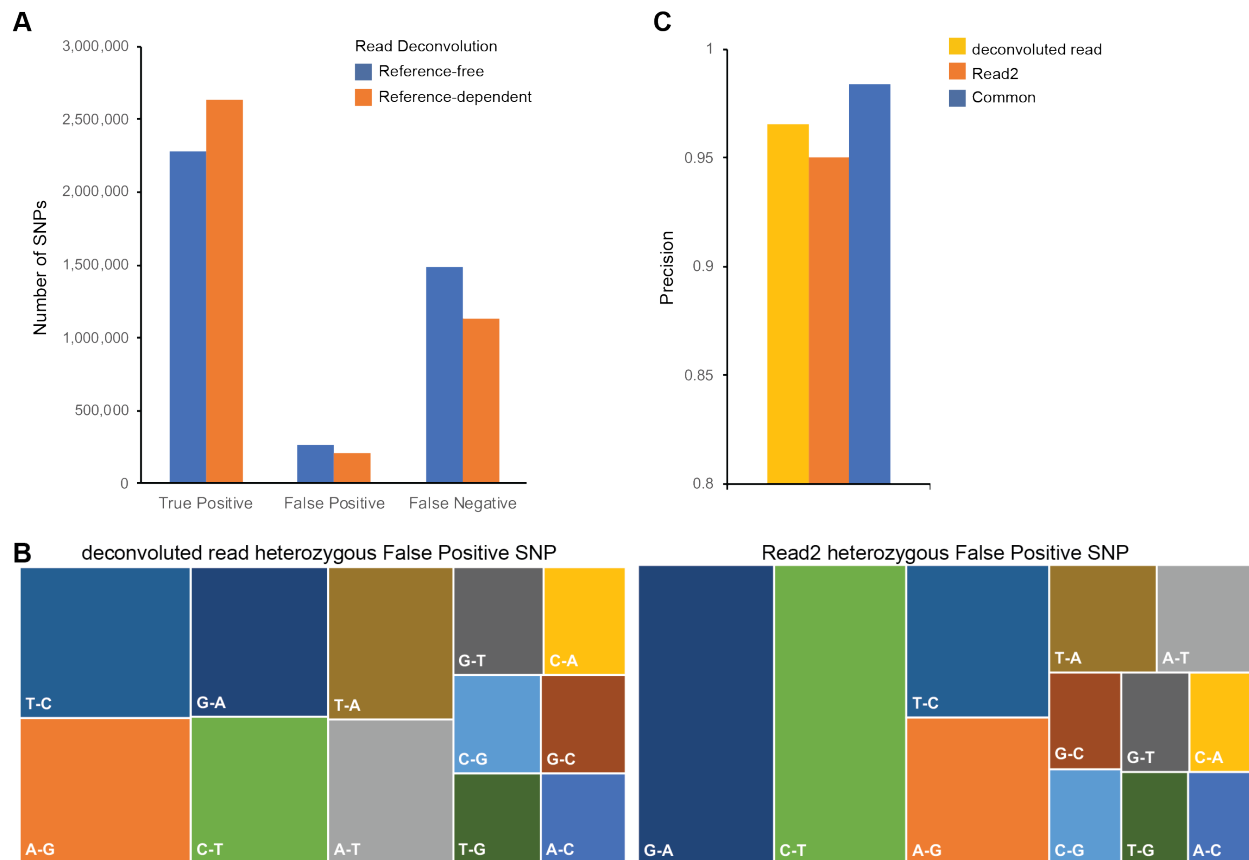 A
Read Deconvolution
Reference-free
Reference-dependent
3,000,000
2,500,000
2,000,000
1,500,000
1,000,000
500,000
0
Number of SNPs
True Positive
False Positive
False Negative
C
deconvoluted read
Read2
Common
1
0.95
0.9
0.85
0.8
Precision
B
deconvoluted read heterozygous False Positive SNP
T-C
G-A
T-A
G-T
C-A
C-G
G-C
A-G
C-T
A-T
T-G
A-C
Read2 heterozygous False Positive SNP
G-A
C-T
T-C
A-G
T-A
A-T
G-C
G-T
C-A
C-G
T-G
A-C